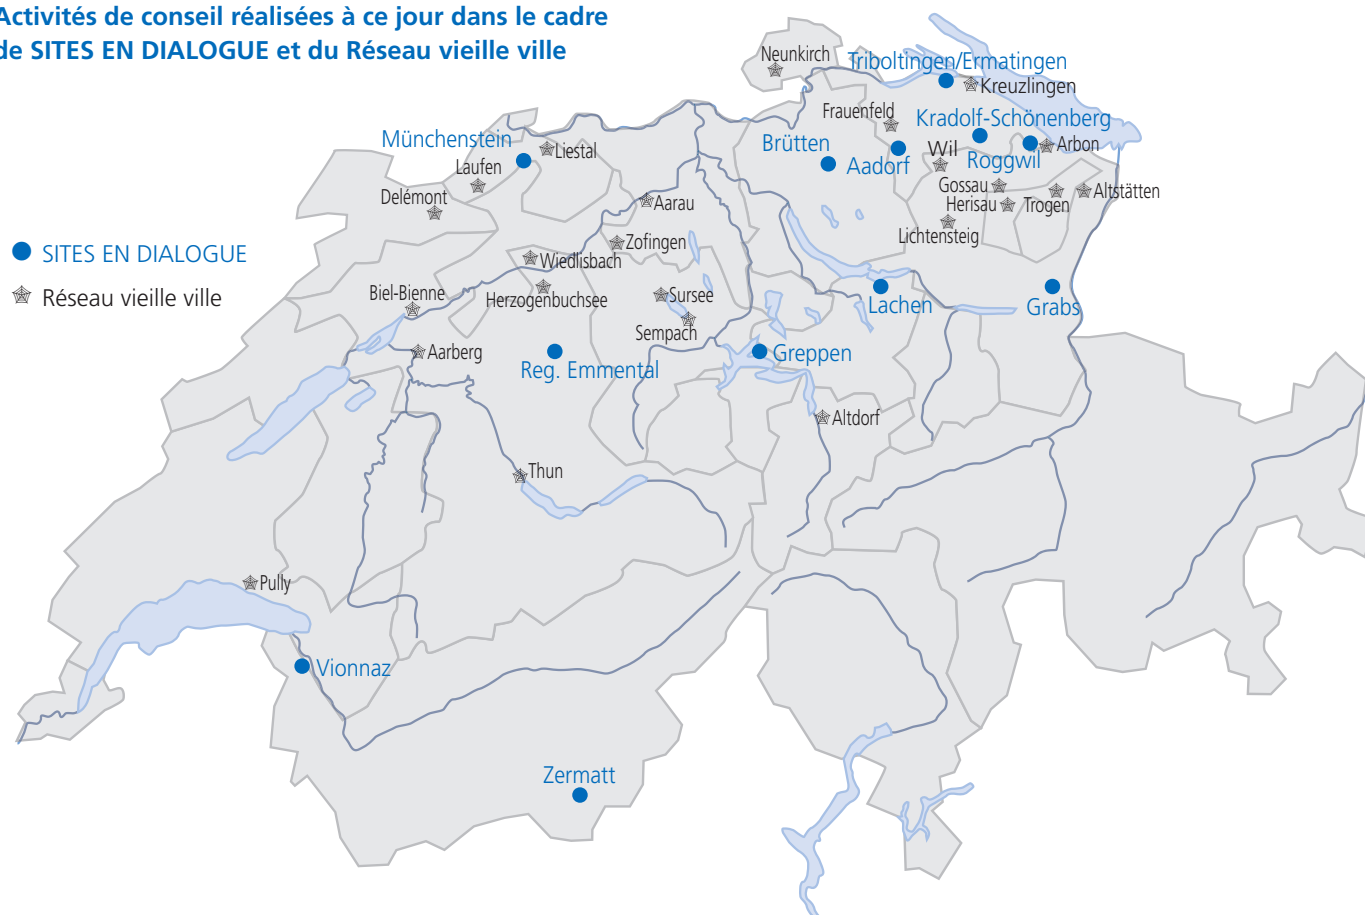 Activités de conseil réalisées à ce jour dans le cadre
de SITES EN DIALOGUE et du Réseau vieille ville
Neunkirch
Triboltingen/Ermatingen
Kreuzlingen
Frauenfeld
Kradolf-Schönenberg
Münchenstein
Liestal
Brütten
Aadorf
Wil
Roggwil
Arbon
Laufen
Delémont
Aarau
Gossau
Herisau
Trogen
Altstätten
Lichtensteig
SITES EN DIALOGUE
Zofingen
Wiedlisbach
Réseau vieille ville
Biel-Bienne
Herzogenbuchsee
Sursee
Lachen
Grabs
Sempach
Aarberg
Reg. Emmental
Greppen
Altdorf
Thun
Pully
Vionnaz
Zermatt